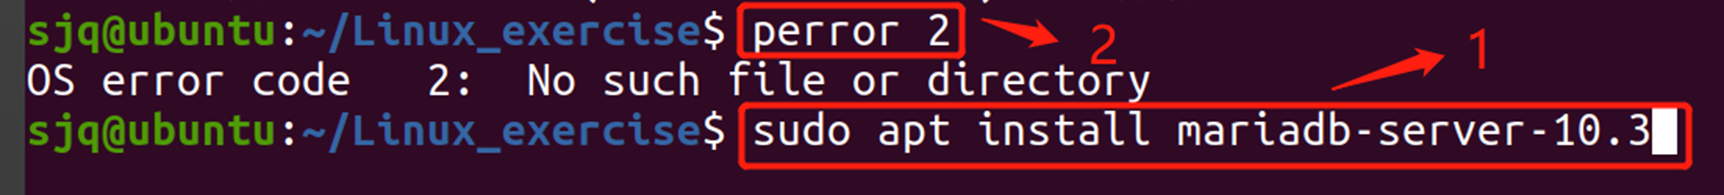 sjq@ubuntu:~/Linux_exercise$ perror 2 2
OS error code   2:  No such file or directory 1
sjq@ubuntu:~/Linux_exercise$ sudo apt install mariadb-server-10.3